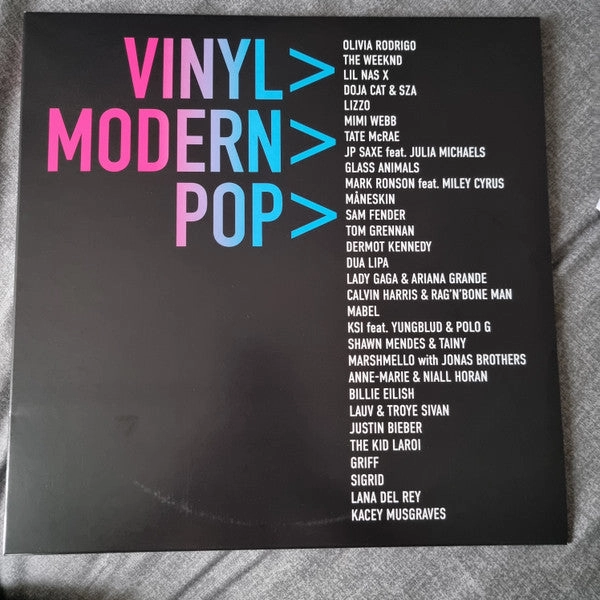 VINYL>
MODERN>
POP>
OLIVIA RODRIGO
THE WEEKND
LIL NAS X
DOJA CAT & SZA
LIZZO
MIMI WEBB
TATE McRAE
JP SAXE feat. JULIA MICHAELS
GLASS ANIMALS
MARK RONSON feat. MILEY CYRUS
MÅNESKIN
SAM FENDER
TOM GRENNAN
DERMOT KENNEDY
DUA LIPA
LADY GAGA & ARIANA GRANDE
CALVIN HARRIS & RAG'N'BONE MAN
MABEL
KSI feat. YUNGBLUD & POLO G
SHAWN MENDES & TAINY
MARSHMELLO with JONAS BROTHERS
ANNE-MARIE & NIALL HORAN
BILLIE EILISH
LAUV & TROYE SIVAN
JUSTIN BIEBER
THE KID LAROI
GRIFF
SIGRID
LANA DEL REY
KACEY MUSGRAVES